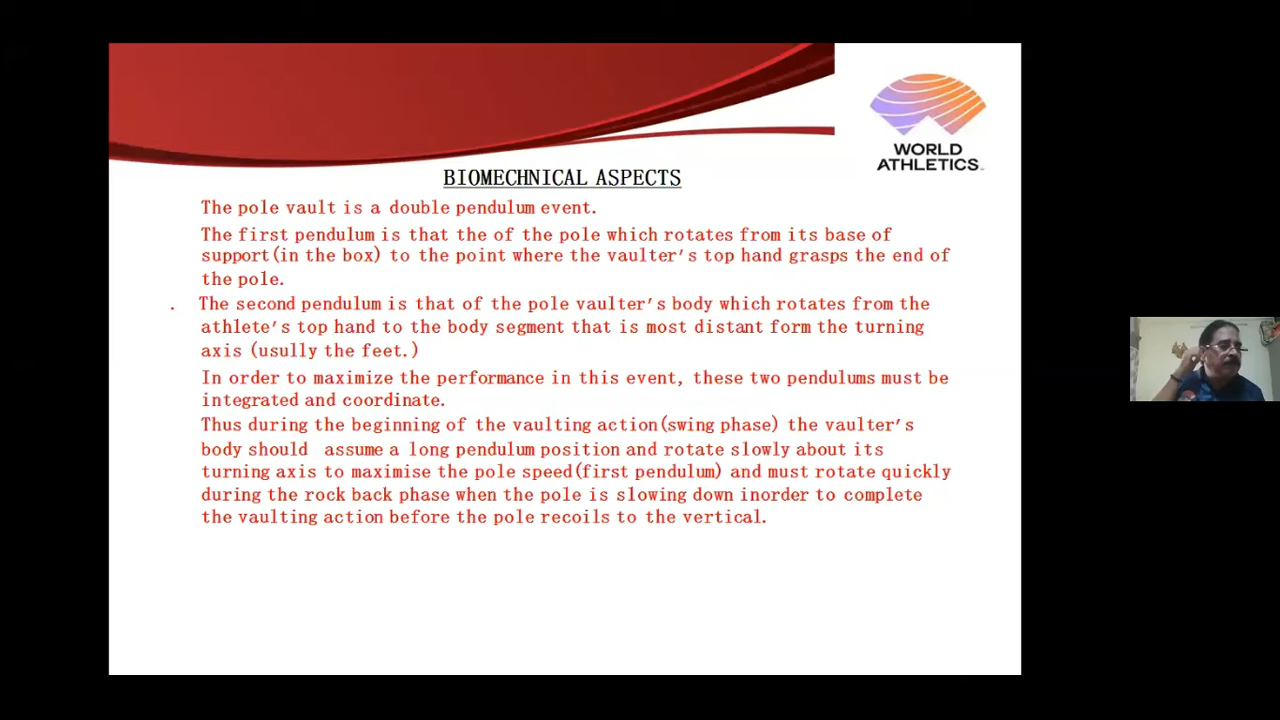 WORLD
ATHLETICS
BIOMECHNICAL ASPECTS
The pole vault is a double pendulum event.
The first pendulum is that the of the pole which rotates from its base of
support(in the box) to the point where the vaulter's top hand grasps the end of
the pole.
. The second pendulum is that of the pole vaulter's body which rotates from the
athlete's top hand to the body segment that is most distant form the turning
axis (usully the feet.)
In order to maximize the performance in this event, these two pendulums must be
integrated and coordinate.
Thus during the beginning of the vaulting action(swing phase) the vaulter's
body should assume a long pendulum position and rotate slowly about its
turning axis to maximise the pole speed(first pendulum) and must rotate quickly
during the rock back phase when the pole is slowing down inorder to complete
the vaulting action before the pole recoils to the vertical.